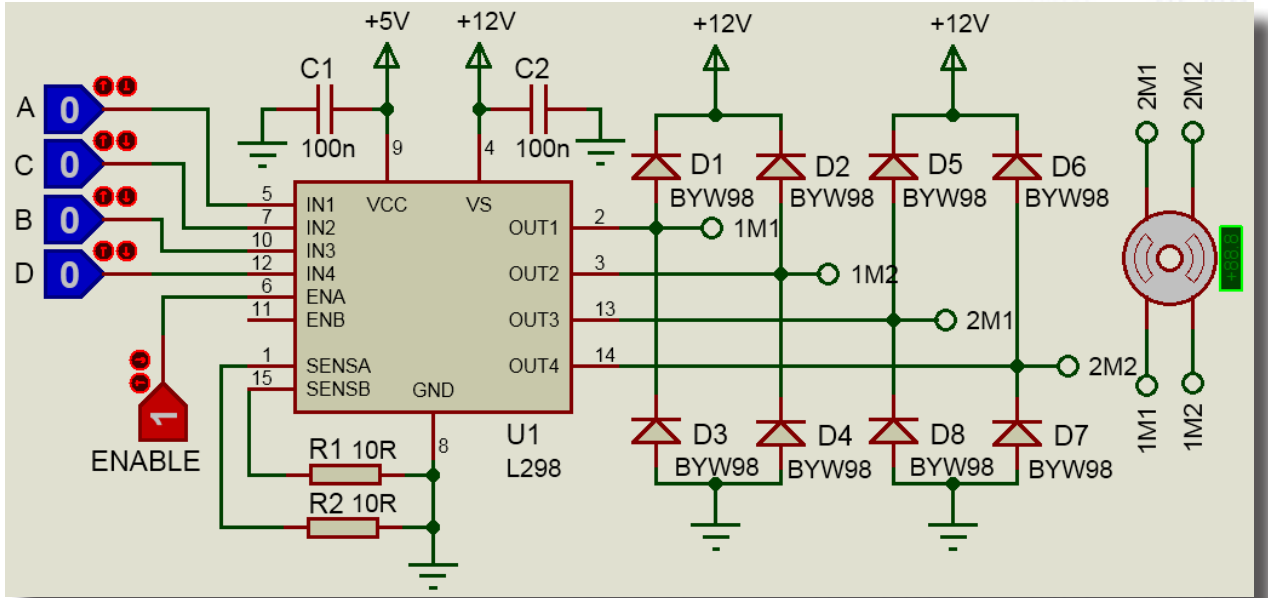 +5V
+12V
+12V
+12V
C1
100n
C2
100n
A
0
C
0
B
0
D
0
1
ENABLE
9
4
5
IN1
7
IN2
10
IN3
12
IN4
6
ENA
11
ENB
1
SENSA
15
SENSB
VCC
VS
GND
8
OUT1
2
OUT2
3
OUT3
13
OUT4
14
U1
L298
R1 10R
R2 10R
D1
BYW98
D2
BYW98
D5
BYW98
D6
BYW98
1M1
1M2
2M1
2M2
D3
BYW98
D4
BYW98
D8
BYW98
D7
BYW98
2M1
2M2
+88.8
1M1
1M2